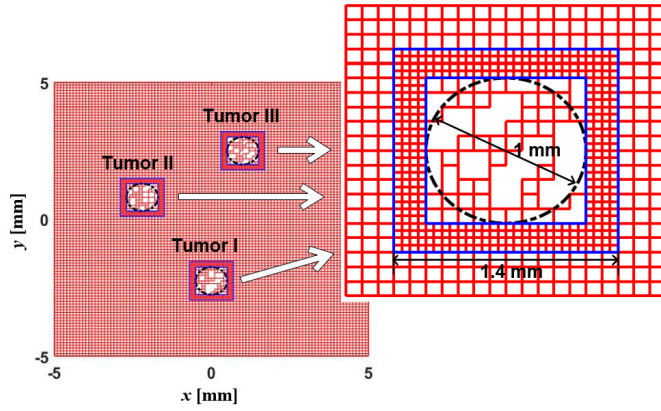 5
Tumor III
Tumor II
1 mm
y [mm]
0
Tumor I
1.4 mm
-5
-5
0
5
x [mm]